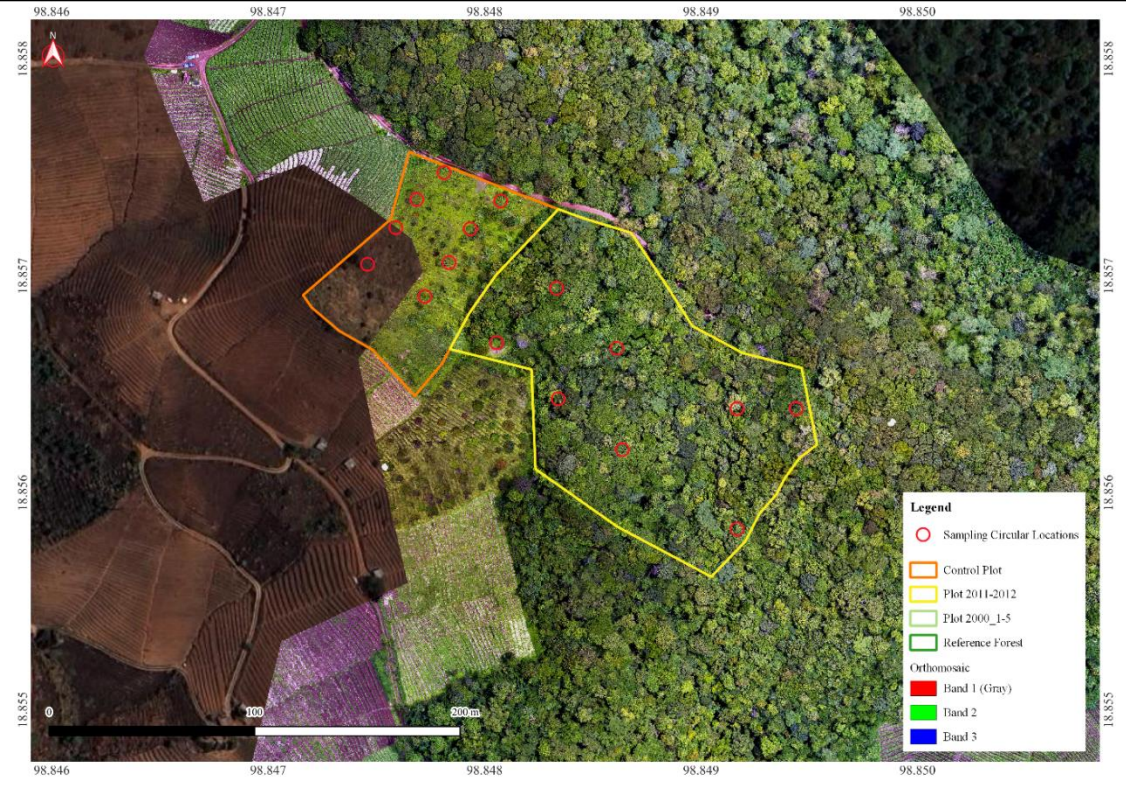 98.846 98.847 98.848 98.849 98.850
N
18.858 18.858
18.857 18.857
18.856 18.856
18.855 18.855
Legend
Sampling Circular Locations
Control Plot
Plot 2011-2012
Plot 2000_1-5
Reference Forest
Orthomosaic
Band 1 (Gray)
Band 2
Band 3
0 100 200 m
98.846 98.847 98.848 98.849 98.850